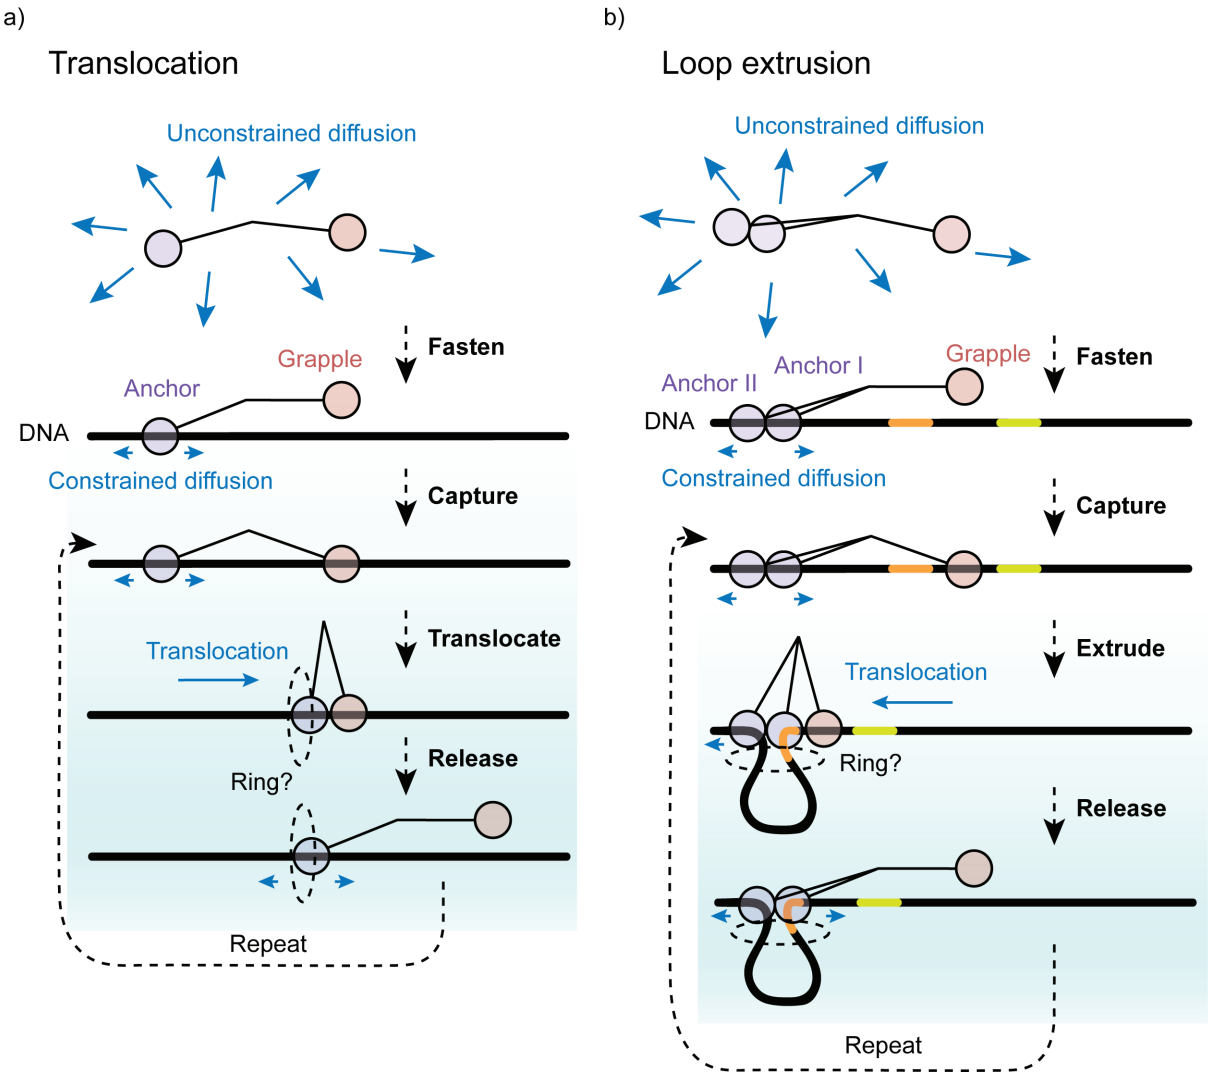 a)
Translocation
Unconstrained diffusion
Fasten
Grapple
Anchor
DNA
Constrained diffusion
Capture
Translocate
Translocation
Release
Ring?
Repeat
b)
Loop extrusion
Unconstrained diffusion
Fasten
Grapple
Anchor I
Anchor II
DNA
Constrained diffusion
Capture
Extrude
Translocation
Ring?
Release
Repeat